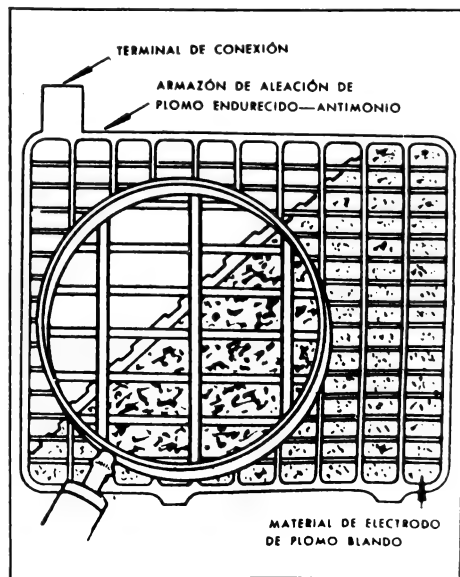 TERMINAL DE CONEXIÓN
ARMAZÓN DE ALEACIÓN DE
PLOMO ENDURECIDO—ANTIMONIO
MATERIAL DE ELECTRODO
DE PLOMO BLANDO